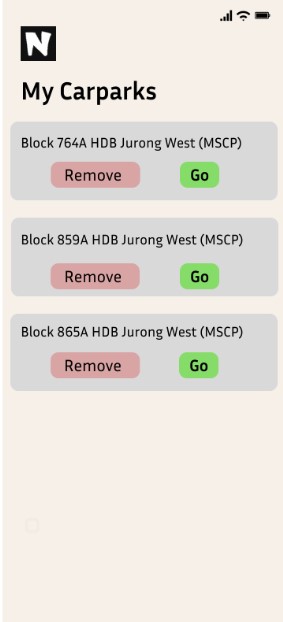 N
My Carparks
Block 764A HDB Jurong West (MSCP)
Remove Go
Block 859A HDB Jurong West (MSCP)
Remove Go
Block 865A HDB Jurong West (MSCP)
Remove Go